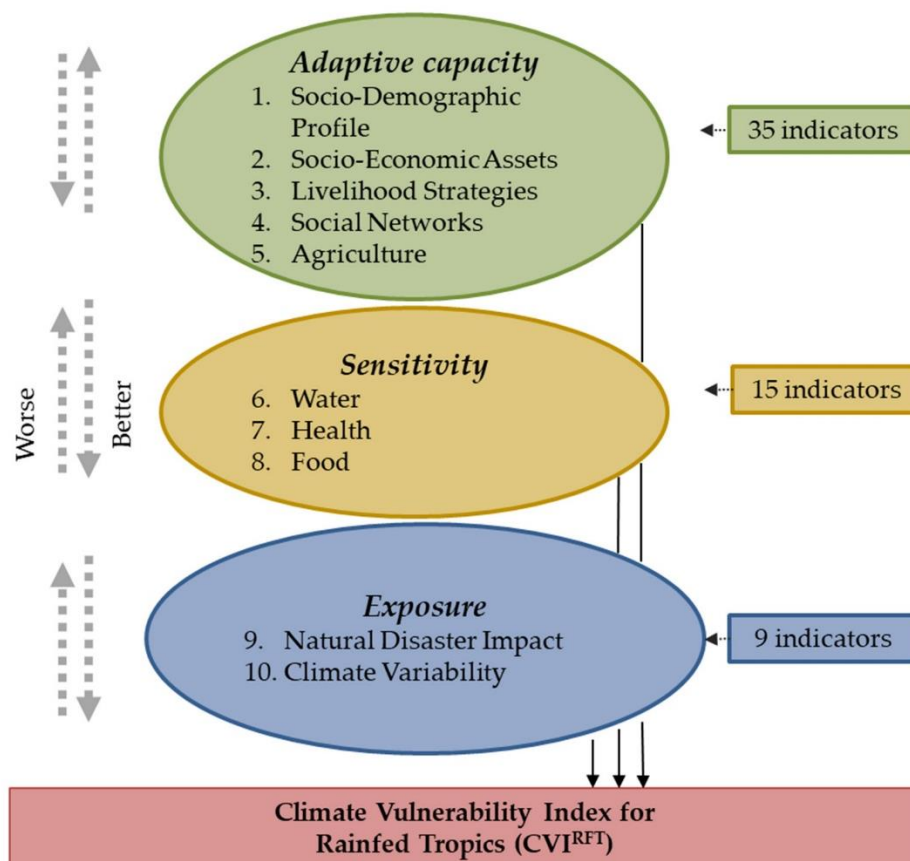 Adaptive capacity
1. Socio-Demographic
Profile
2. Socio-Economic Assets
3. Livelihood Strategies
4. Social Networks
5. Agriculture
35 indicators
Worse
Better
Sensitivity
6. Water
7. Health
8. Food
15 indicators
Exposure
9. Natural Disaster Impact
10. Climate Variability
9 indicators
Climate Vulnerability Index for
Rainfed Tropics (CVIᴿᶠᵀ)